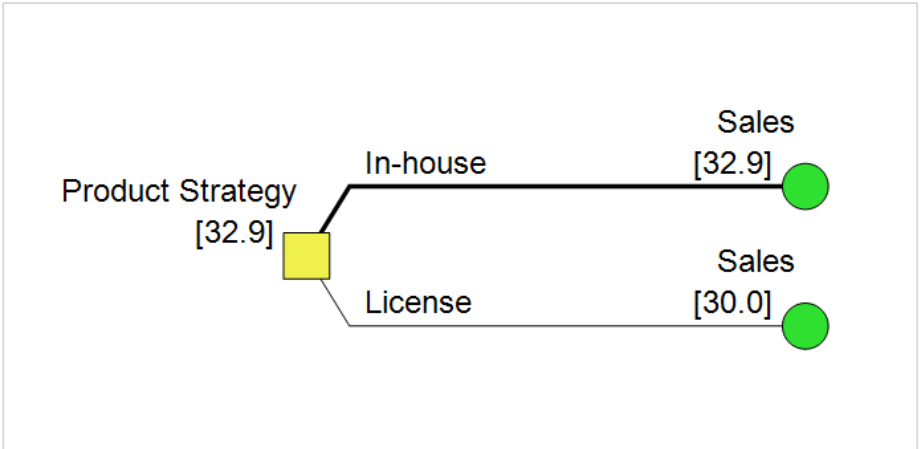 Sales
In-house [32.9]
Product Strategy
[32.9]
Sales
License [30.0]